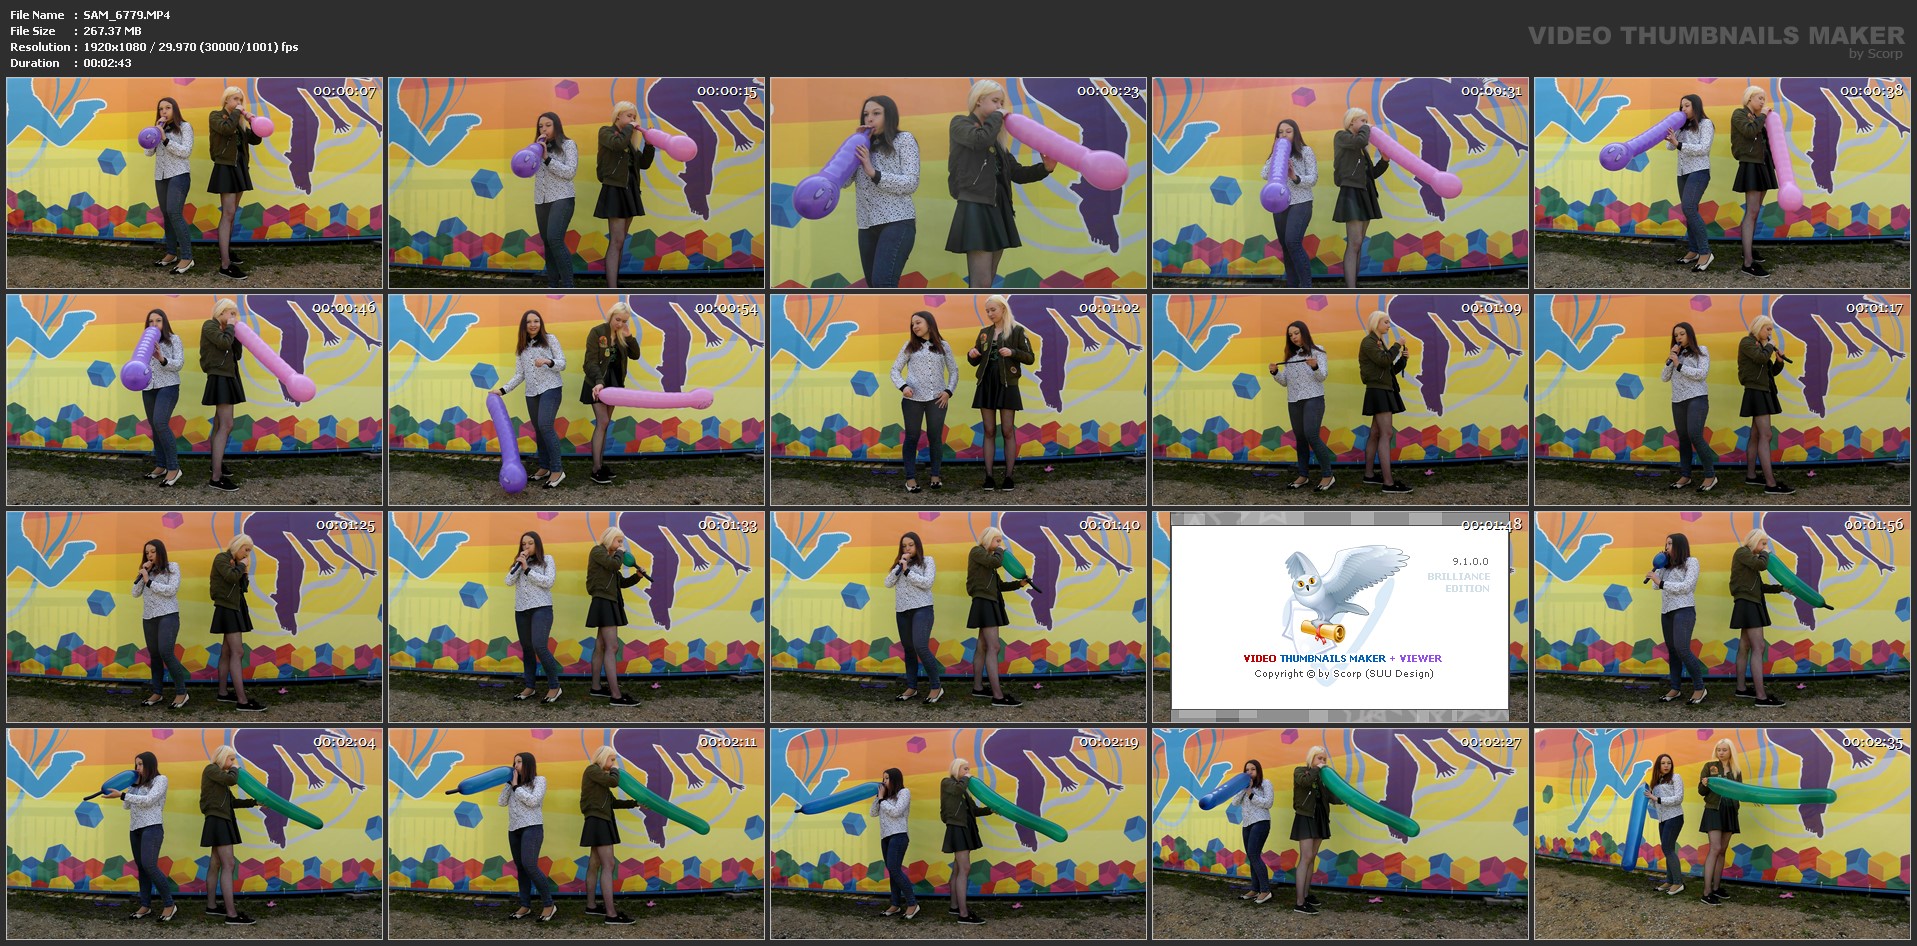 File Name : SAM_6779.MP4
File Size : 267.37 MB
Resolution : 1920x1080 / 29.970 (30000/1001) fps
Duration : 00:02:43
VIDEO THUMBNAILS MAKER
by Scorp
00:00:07
00:00:15
00:00:23
00:00:31
00:00:38
00:00:46
00:00:54
00:01:02
00:01:09
00:01:17
00:01:25
00:01:33
00:01:40
00:01:48
9.1.0.0
BRILLIANCE
EDITION
VIDEO THUMBNAILS MAKER + VIEWER
Copyright © by Scorp (SUU Design)
00:01:56
00:02:04
00:02:11
00:02:19
00:02:27
00:02:35